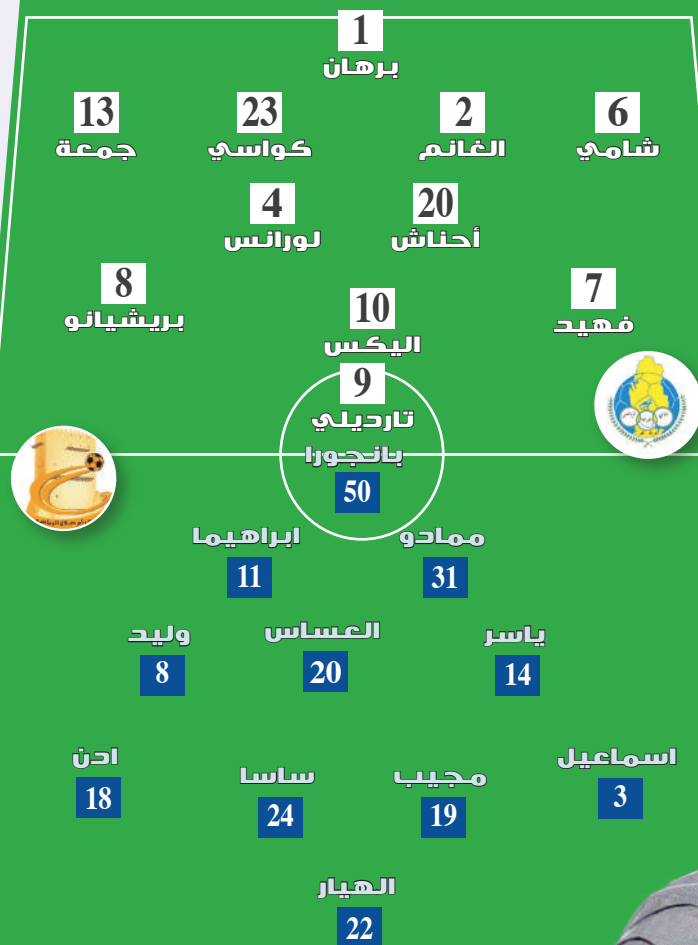 1
برهان
6
شامي
2
الغانم
23
كواسي
13
جمعة
20
أحناش
4
لورانس
7
فهيد
10
اليكس
8
بريشيانو
9
تارديلي
بانجورا
50
ممادو
31
ابراهيما
11
ياسر
14
العساس
20
وليد
8
اسماعيل
3
مجيب
19
ساسا
24
ادن
18
الهيار
22